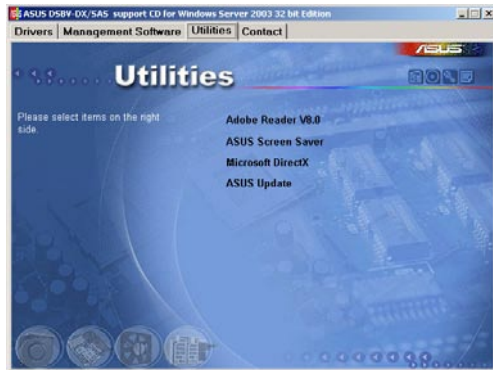 ASUS DSBV-DX/SAS support CD for Windows Server 2003 32 bit Edition
Drivers Management Software Utilities Contact
ASUS
Utilities
Please select items on the right
side.
Adobe Reader V8.0
ASUS Screen Saver
Microsoft DirectX
ASUS Update